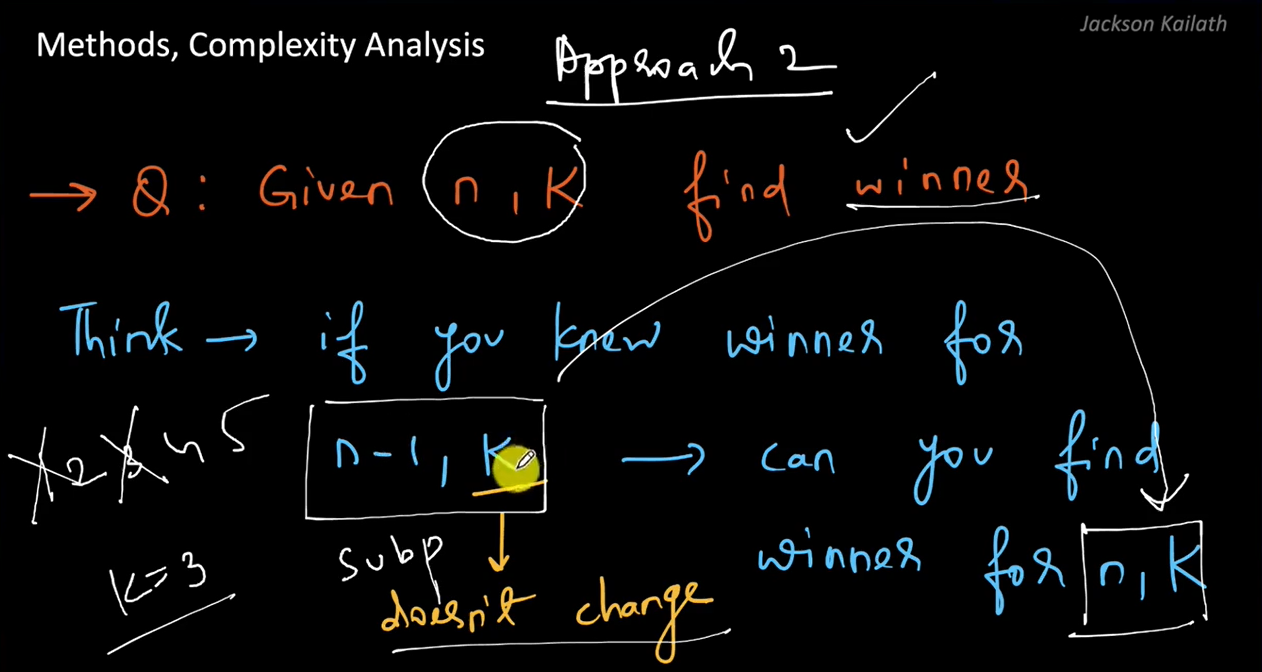 Jackson Kailath
Methods, Complexity Analysis
Approach 2
→ Q: Given n, K find winner
Think → if you knew winner for
1 2 3 4 5
n-1, K → can you find
winner for n, K
subp
K=3
doesn't change